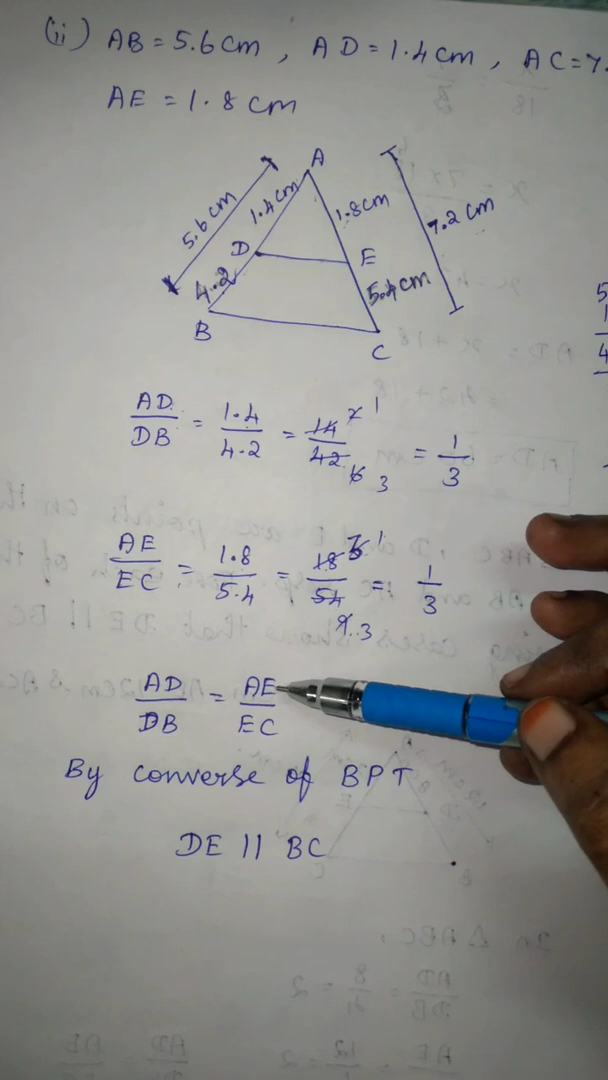 (ii) AB = 5.6 cm , AD = 1.4 cm , AC = 7.
AE = 1.8 cm
A
5.6 cm
1.4 cm
1.8 cm
7.2 cm
D
E
4.2
5.4 cm
B
C
AD/DB = 1.4/4.2 = 14/42 = 1/3
AE/EC = 1.8/5.4 = 18/54 = 1/3
AD/DB = AE/EC
By converse of BPT
DE || BC